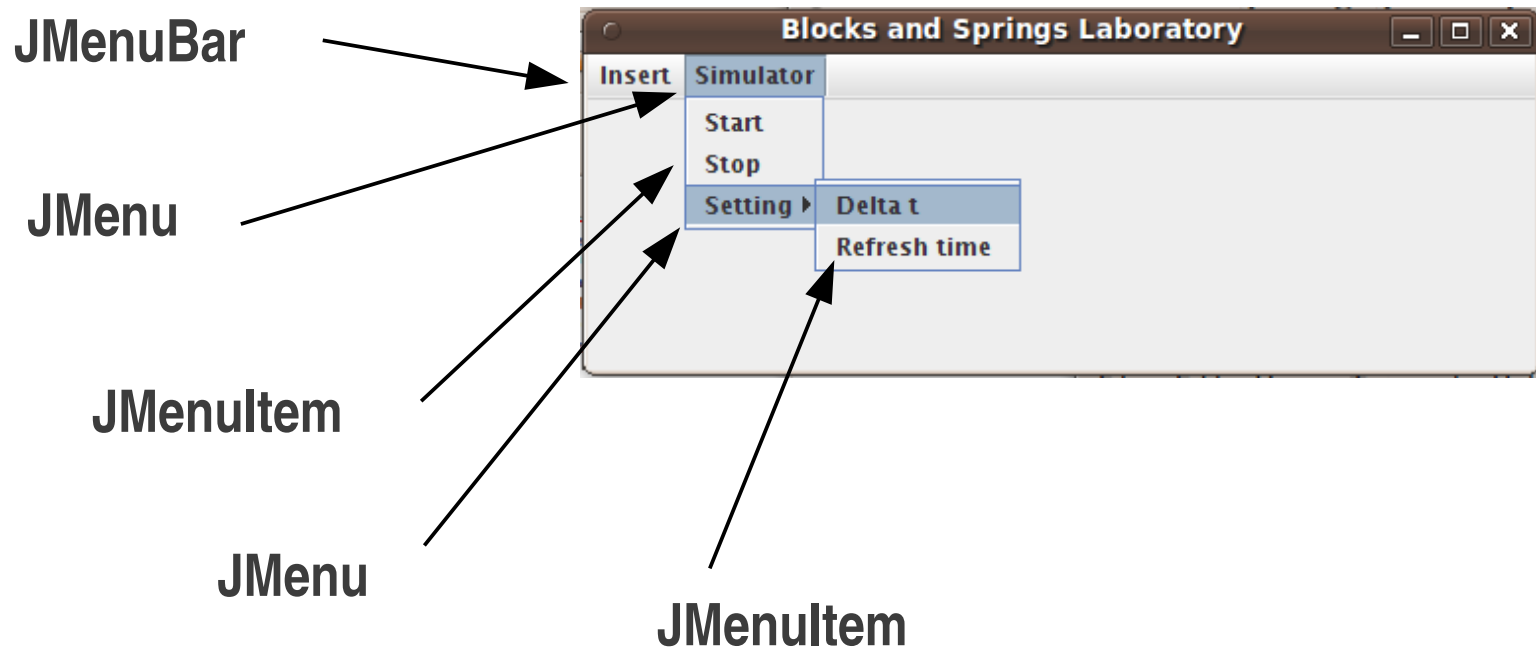 JMenuBar
Blocks and Springs Laboratory
Insert Simulator
Start
Stop
Setting Delta t
Refresh time
JMenu
JMenuItem
JMenu
JMenuItem